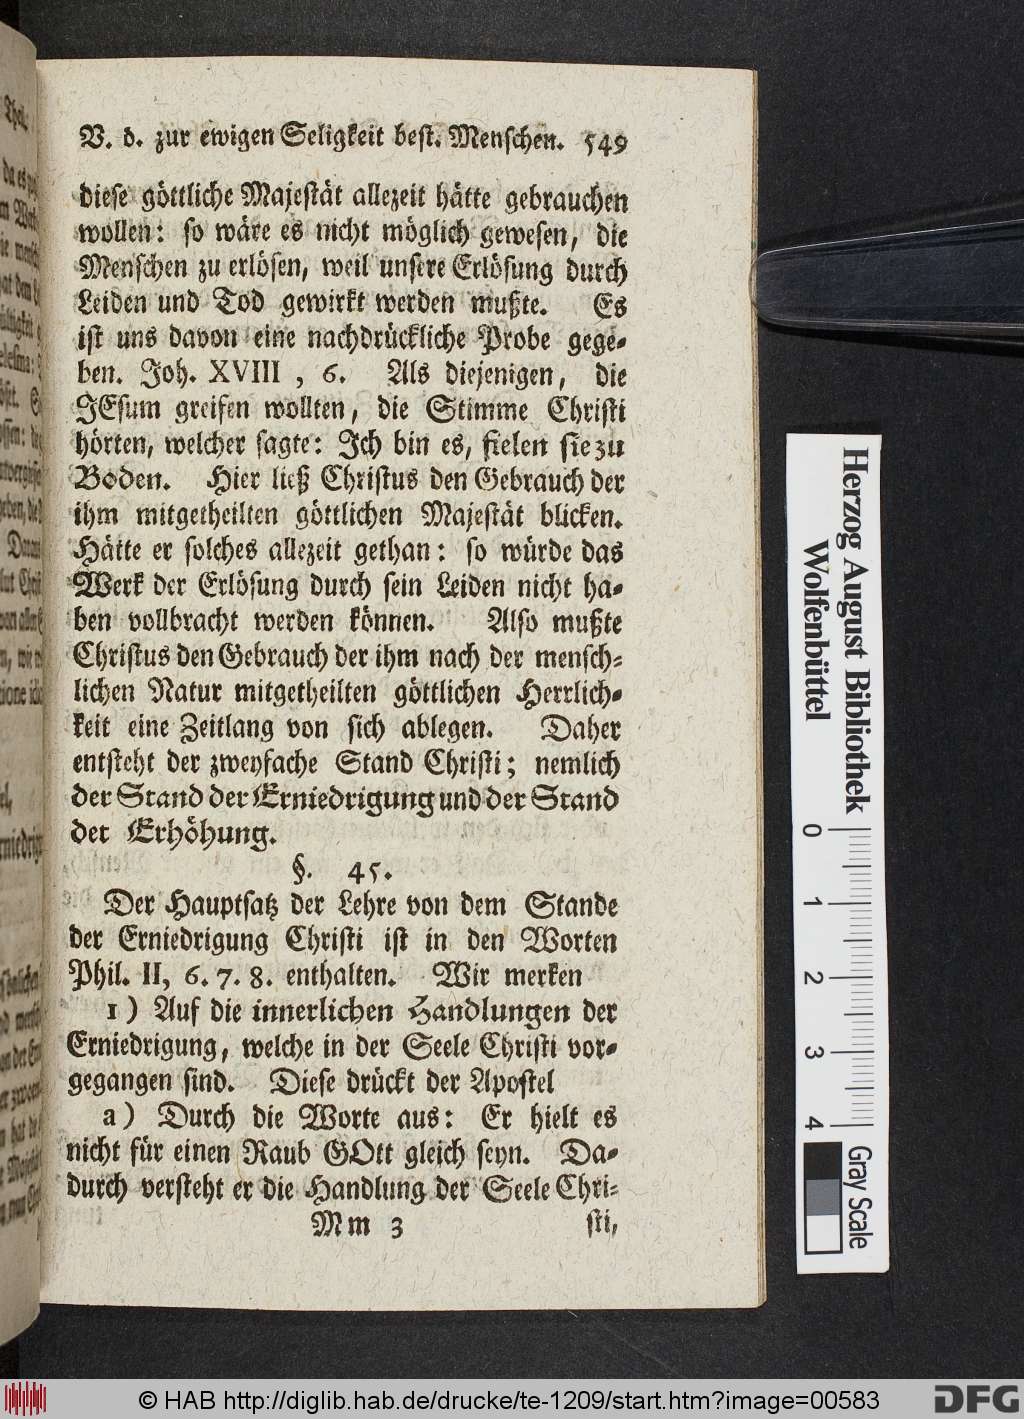 V. d. zur ewigen Seligkeit best. Menschen. 549
diese göttliche Majestät allezeit hätte gebrauchen
wollen: so wäre es nicht möglich gewesen, die
Menschen zu erlösen, weil unsere Erlösung durch
Leiden und Tod gewirkt werden mußte. Es
ist uns davon eine nachdrückliche Probe gege-
ben. Joh. XVIII, 6. Als diejenigen, die
JEsum greifen wollten, die Stimme Christi
hörten, welcher sagte: Ich bin es, fielen sie zu
Boden. Hier ließ Christus den Gebrauch der
ihm mitgetheilten göttlichen Majestät blicken.
Hätte er solches allezeit gethan: so würde das
Werk der Erlösung durch sein Leiden nicht ha-
ben vollbracht werden können. Also mußte
Christus den Gebrauch der ihm nach der mensch-
lichen Natur mitgetheilten göttlichen Herrlich-
keit eine Zeitlang von sich ablegen. Daher
entsteht der zweyfache Stand Christi; nemlich
der Stand der Erniedrigung und der Stand
der Erhöhung.
§. 45.
Der Hauptsatz der Lehre von dem Stande
der Erniedrigung Christi ist in den Worten
Phil. II, 6. 7. 8. enthalten. Wir merken
1) Auf die innerlichen Handlungen der
Erniedrigung, welche in der Seele Christi vor-
gegangen sind. Diese drückt der Apostel
a) Durch die Worte aus: Er hielt es
nicht für einen Raub GOtt gleich seyn. Da-
durch versteht er die Handlung der Seele Chri-
Mm 3 sti,
Herzog August Bibliothek
Wolfenbüttel
0 1 2 3 4
Gray Scale
© HAB http://diglib.hab.de/drucke/te-1209/start.htm?image=00583
DFG